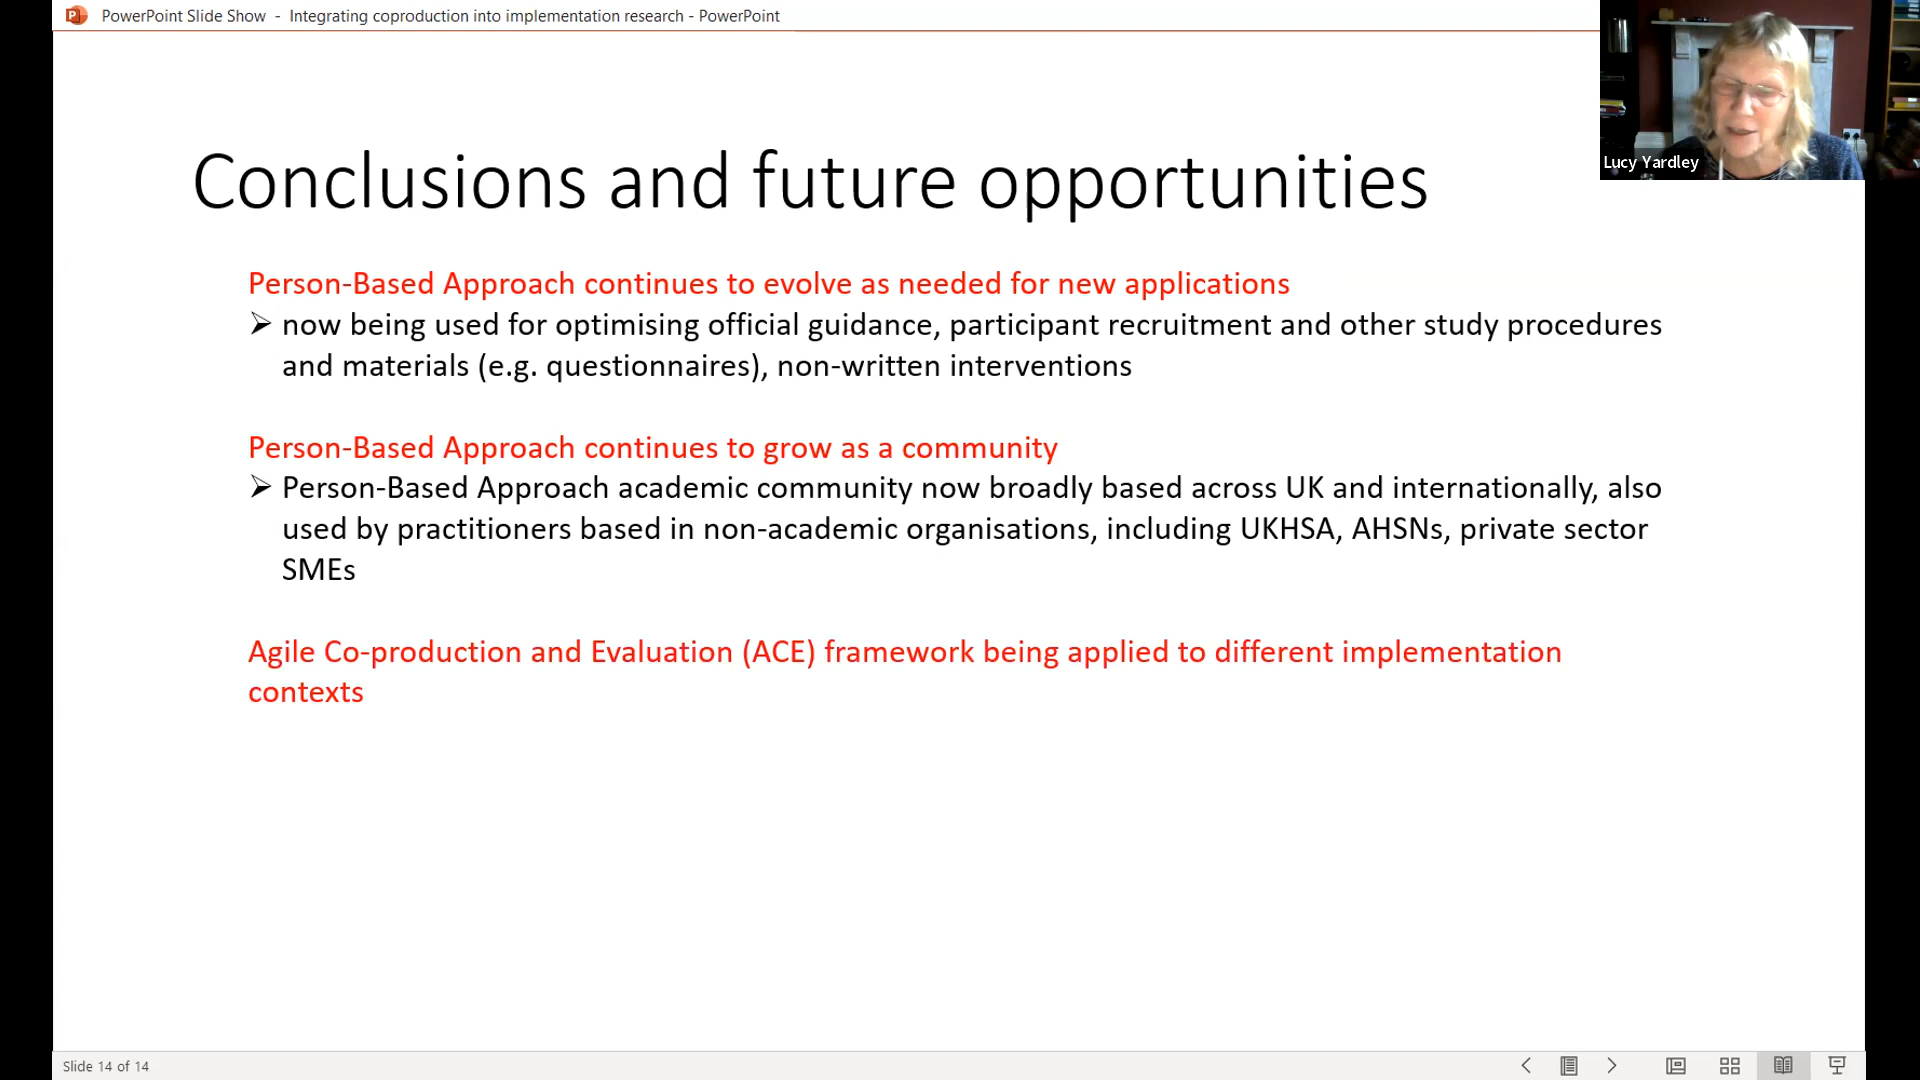 PowerPoint Slide Show - Integrating coproduction into implementation research - PowerPoint
Lucy Yardley
Conclusions and future opportunities
Person-Based Approach continues to evolve as needed for new applications
➢ now being used for optimising official guidance, participant recruitment and other study procedures
and materials (e.g. questionnaires), non-written interventions
Person-Based Approach continues to grow as a community
➢ Person-Based Approach academic community now broadly based across UK and internationally, also
used by practitioners based in non-academic organisations, including UKHSA, AHSNs, private sector
SMEs
Agile Co-production and Evaluation (ACE) framework being applied to different implementation
contexts
Slide 14 of 14